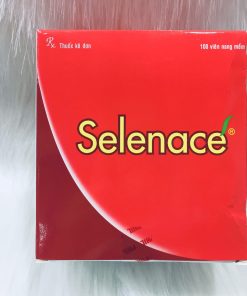 Rx Thuốc kê đơn
100 viên nang mềm
Selenace®